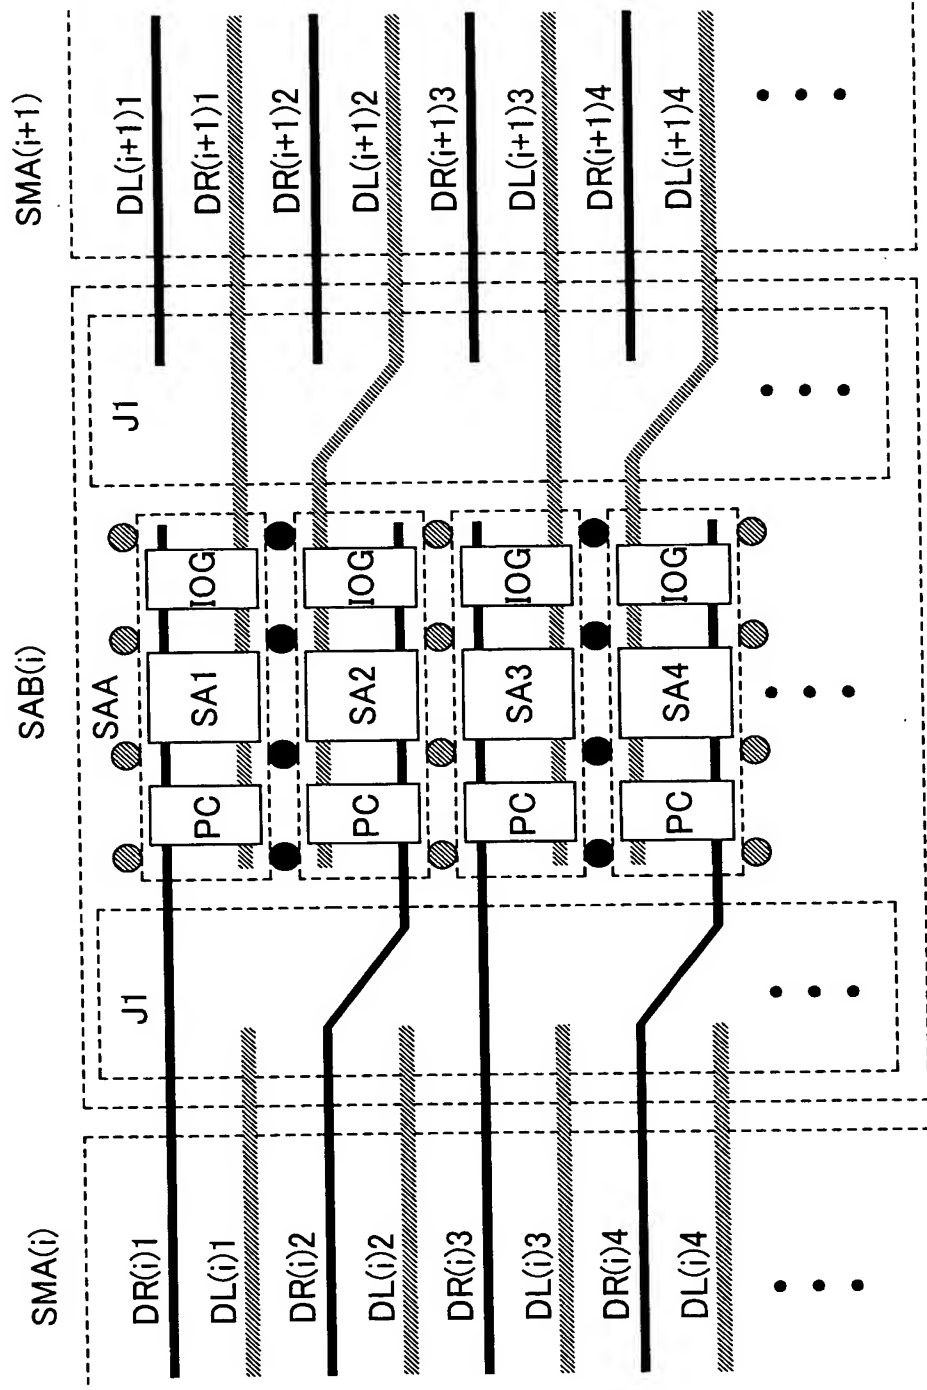 SMA(i)
SAB(i)
SMA(i+1)
DR(i)1
DL(i)1
DR(i)2
DL(i)2
DR(i)3
DL(i)3
DR(i)4
DL(i)4
J1
SAA
PC
SA1
IOG
PC
SA2
IOG
PC
SA3
IOG
PC
SA4
IOG
J1
DL(i+1)1
DR(i+1)1
DR(i+1)2
DL(i+1)2
DR(i+1)3
DL(i+1)3
DR(i+1)4
DL(i+1)4